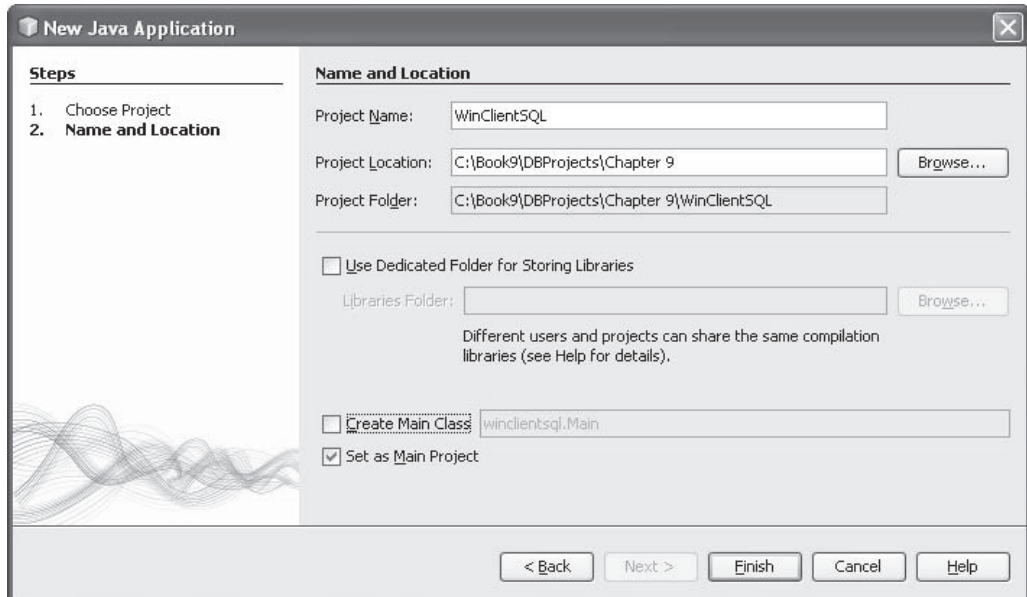 New Java Application
Steps
1. Choose Project
2. Name and Location
Name and Location
Project Name: WinClientSQL
Project Location: C:\Book9\DBProjects\Chapter 9 Browse...
Project Folder: C:\Book9\DBProjects\Chapter 9\WinClientSQL
Use Dedicated Folder for Storing Libraries
Libraries Folder: Browse...
Different users and projects can share the same compilation
libraries (see Help for details).
Create Main Class winclientsql.Main
Set as Main Project
< Back Next > Finish Cancel Help